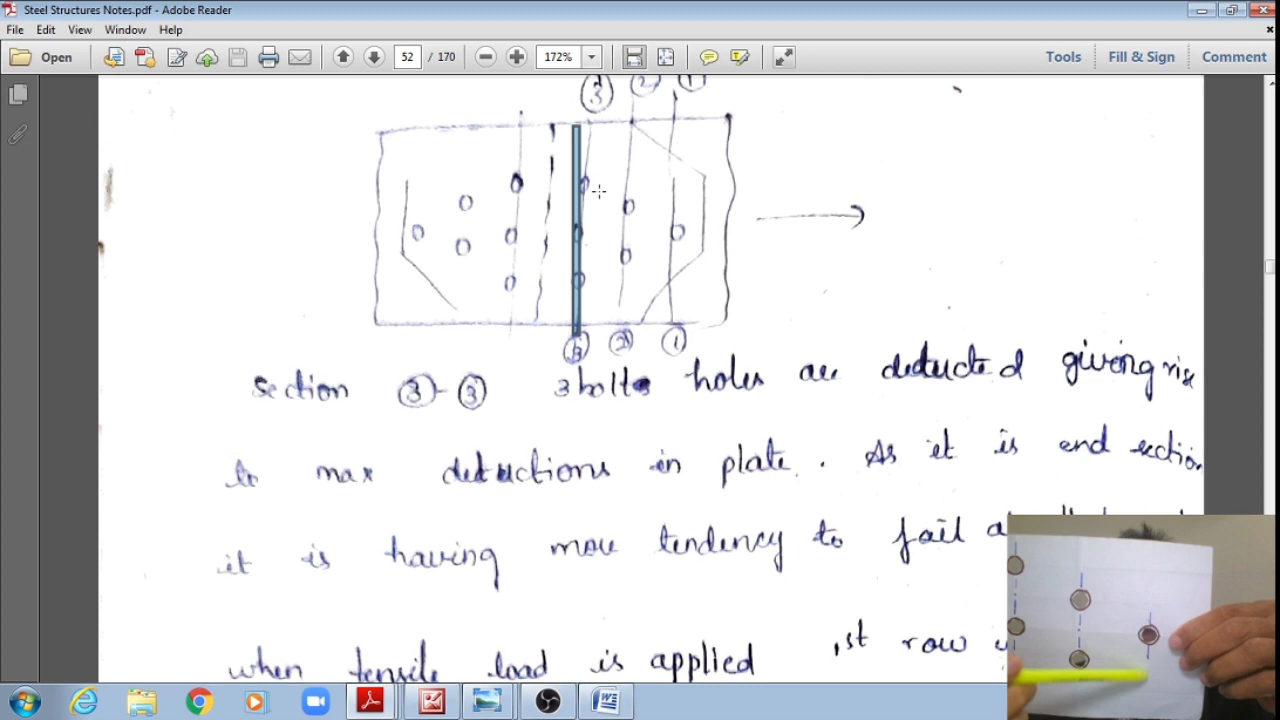 Steel Structures Notes.pdf - Adobe Reader
File Edit View Window Help
Open 52 / 170 172% Tools Fill & Sign Comment
3 2 1
3 2 1
section 3-3 3 bolts holes are deducted giving rise
to max deductions in plate. As it is end section
it is having more tendency to fail
when tensile load is applied 1st row